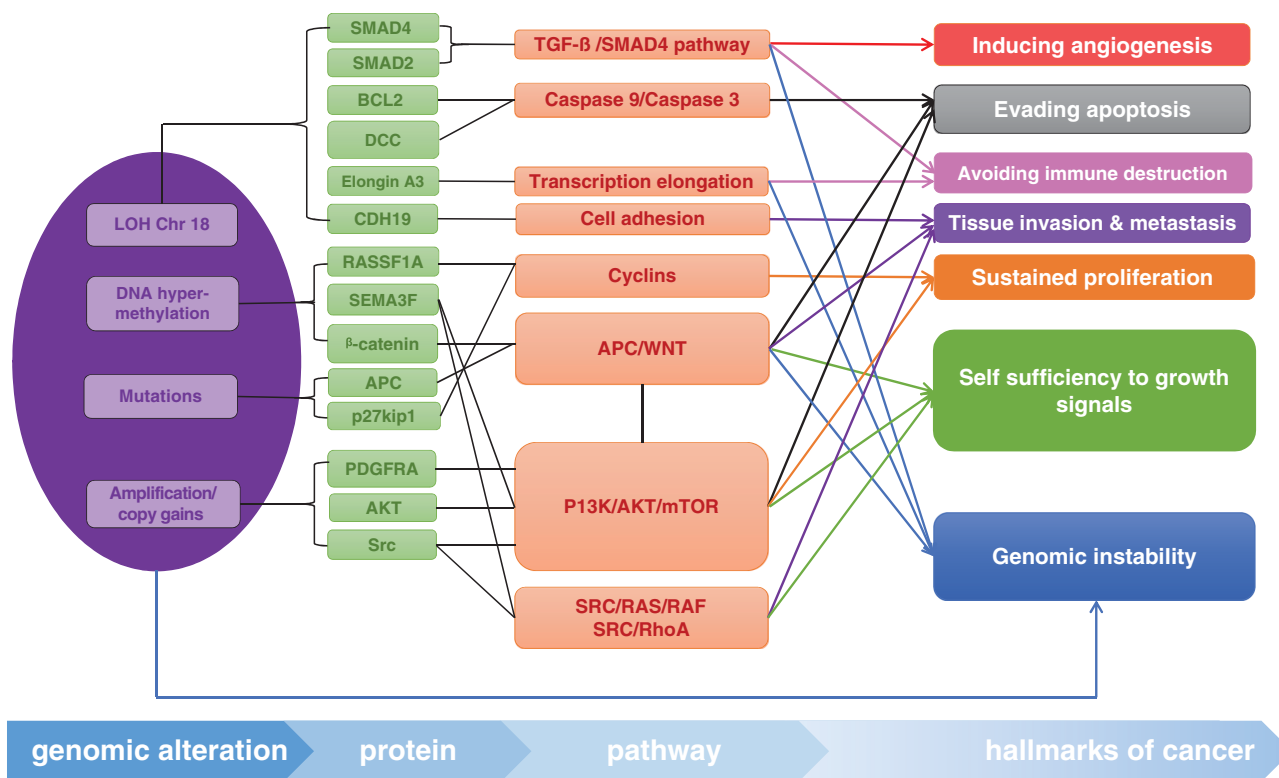 LOH Chr 18
DNA hyper-
methylation
Mutations
Amplification/
copy gains
SMAD4
SMAD2
BCL2
DCC
Elongin A3
CDH19
RASSF1A
SEMA3F
β-catenin
APC
p27kip1
PDGFRA
AKT
Src
TGF-ß /SMAD4 pathway
Caspase 9/Caspase 3
Transcription elongation
Cell adhesion
Cyclins
APC/WNT
P13K/AKT/mTOR
SRC/RAS/RAF
SRC/RhoA
Inducing angiogenesis
Evading apoptosis
Avoiding immune destruction
Tissue invasion & metastasis
Sustained proliferation
Self sufficiency to growth
signals
Genomic instability
genomic alteration
protein
pathway
hallmarks of cancer